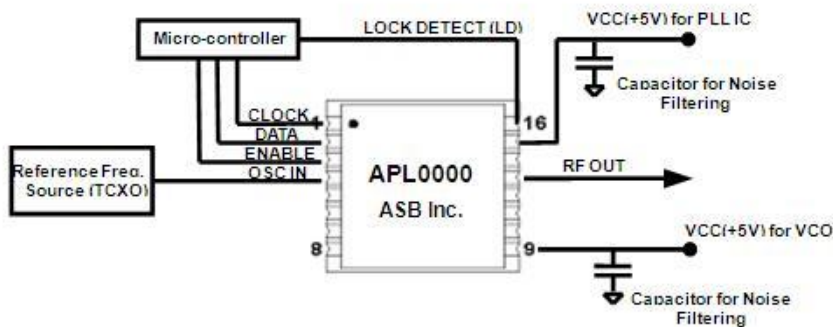 LOCK DETECT (LD)
VCC(+5V) for PLL IC
Micro-controller
Capacitor for Noise
Filtering
CLOCK
1
16
DATA
ENABLE
OSC IN
Reference Freq.
Source (TCXO)
APL0000
ASB Inc.
RF OUT
8
9
VCC(+5V) for VCO
Capacitor for Noise
Filtering